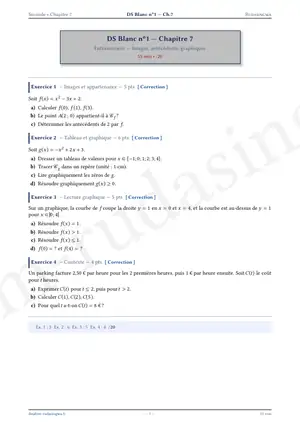 Seconde • Chapitre 7 DS Blanc n°1 — Ch.7
DS Blanc n°1 — Chapitre 7
55 min • /20
Exercice 1 – Images et appartenance – 5 pts [ Correction ]
Soit f(x) = x² − 3x + 2.
a) Calculer f(0), f(1), f(3).
b) Le point A(2 ; 0) appartient-il à 𝒞f ?
c) Déterminer les antécédents de 2 par f.
Exercice 2 – Tableau et graphique – 6 pts [ Correction ]
Soit g(x) = −x² + 2x + 3.
a) Dresser un tableau de valeurs pour x ∈ {−1; 0; 1; 2; 3; 4}.
b) Tracer 𝒞g dans un repère (unité : 1 cm).
c) Lire graphiquement les zéros de g.
d) Résoudre graphiquement g(x) ≥ 0.
Exercice 3 – Lecture graphique – 5 pts [ Correction ]
Sur un graphique, la courbe de f coupe la droite y = 1 en x = 0 et x = 4, et la courbe est au-dessus de y = 1
pour x ∈]0; 4[
a) Résoudre f(x) = 1.
b) Résoudre f(x) > 1
c) Résoudre f(x) ≤ 1
d) f(0) = ? et f(4) = ?
Exercice 4 – Contexte – 4 pts [ Correction ]
Un parking facture 2,50 € par heure pour les 2 premières heures, puis 1 € par heure ensuite. Soit C(t) le coût
pour t heures.
a) Exprimer C(t) pour t ≤ 2, puis pour t > 2.
b) Calculer C(1), C(2), C(5).
c) Pour quel t a-t-on C(t) = 8 € ?
Ex. 1 : 5 Ex. 2 : 6 Ex. 3 : 5 Ex. 4 : 4 /20
– 1 –